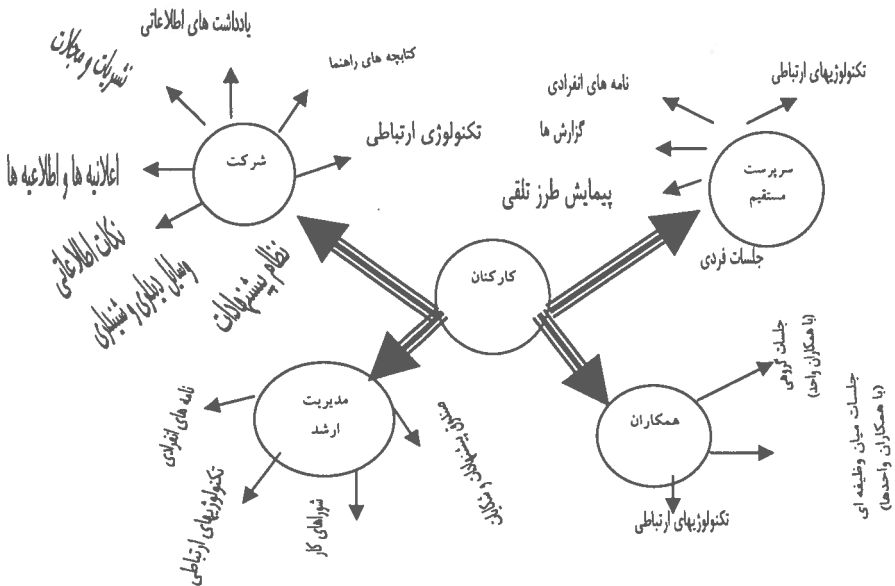 یادداشت های اطلاعاتی
نشریات و مجلات
کتابچه های راهنما
تکنولوژی ارتباطی
شرکت
اعلانیه ها و اطلاعیه ها
نکات اطلاعاتی
وسایل دیداری و شنیداری
نظام پیشنهادات
تکنولوژیهای ارتباطی
نامه های انفرادی
گزارش ها
پیمایش طرز تلقی
سرپرست
مستقیم
جلسات فردی
کارکنان
مدیریت
ارشد
نامه های انفرادی
تکنولوژیهای ارتباطی
شوراهای کار
صندوق پیشنهادات و شکایات
همکاران
جلسات گروهی
(با همکاران واحد)
جلسات میان وظیفه ای
(با همکاران واحدها)
تکنولوژیهای ارتباطی